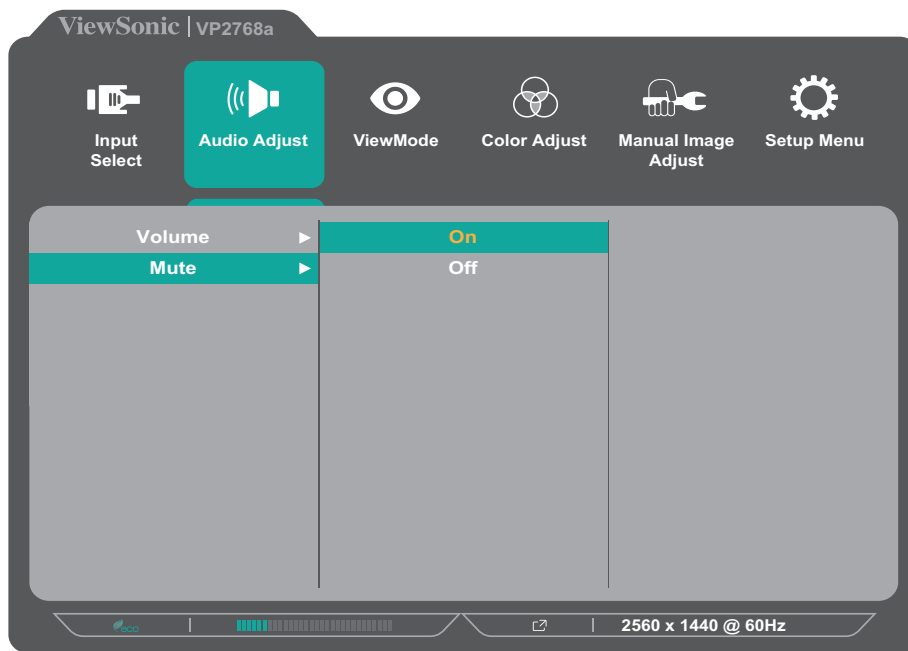 ViewSonic | VP2768a
Input Select
Audio Adjust
ViewMode
Color Adjust
Manual Image Adjust
Setup Menu
Volume ▶
On
Mute ▶
Off
eco
2560 x 1440 @ 60Hz